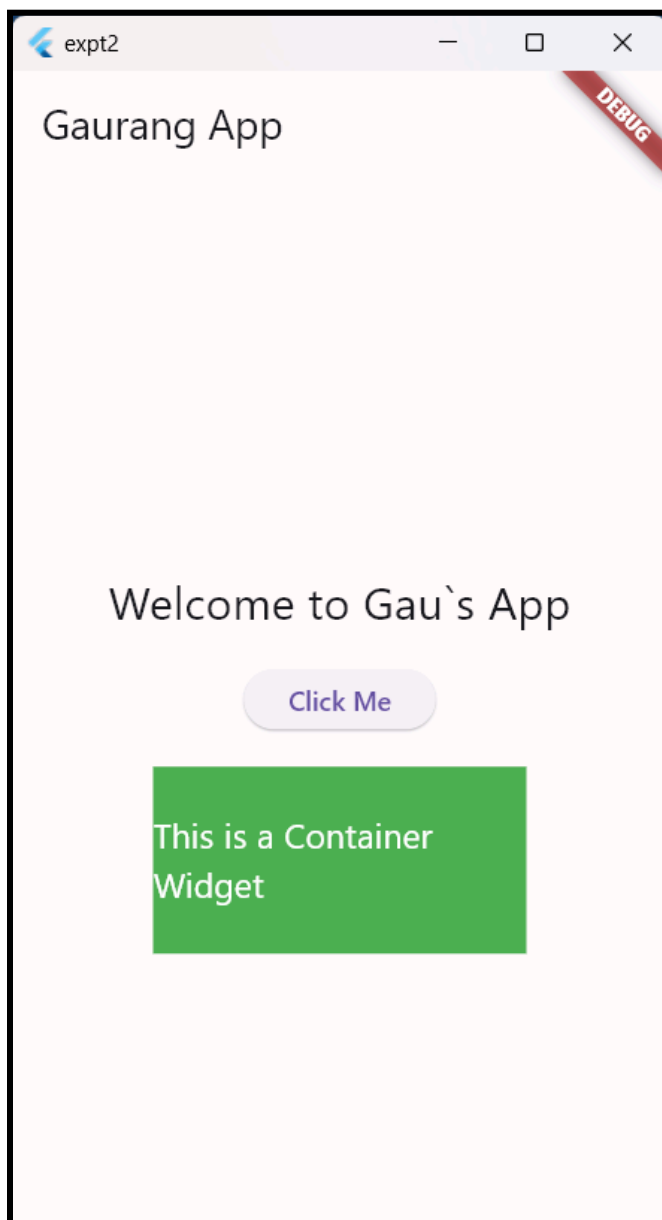 expt2
DEBUG
Gaurang App
Welcome to Gau`s App
Click Me
This is a Container
Widget